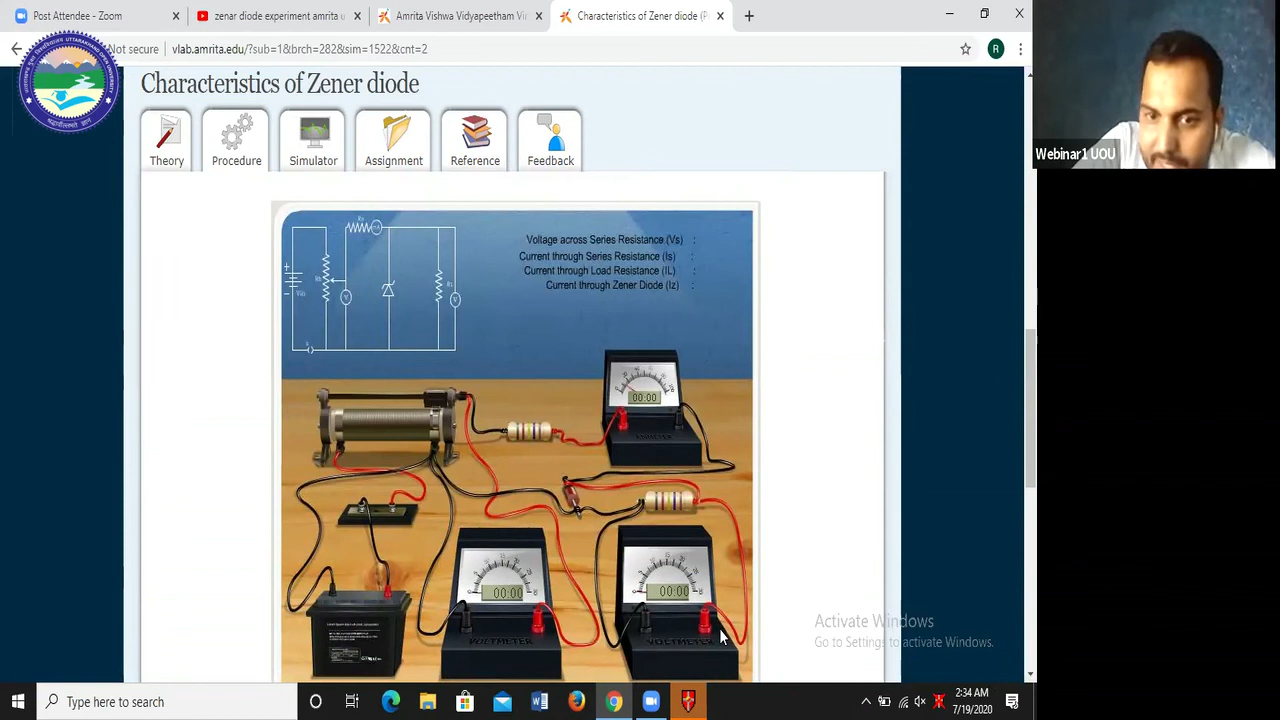 Post Attendee - Zoom
zenar diode experiment amrita u
Amrita Vishwa Vidyapeetham Vir
Characteristics of Zener diode (P
Not secure
vlab.amrita.edu/?sub=1&brch=282&sim=1522&cnt=2
R
Characteristics of Zener diode
Theory
Procedure
Simulator
Assignment
Reference
Feedback
Webinar1 UOU
Voltage across Series Resistance (Vs) :
Current through Series Resistance (Is) :
Current through Load Resistance (IL) :
Current through Zener Diode (Iz) :
00:00
AMMETER
00:00
00:00
VOLTMETER
VOLTMETER
Activate Windows
Go to Settings to activate Windows.
Type here to search
2:34 AM
7/19/2020